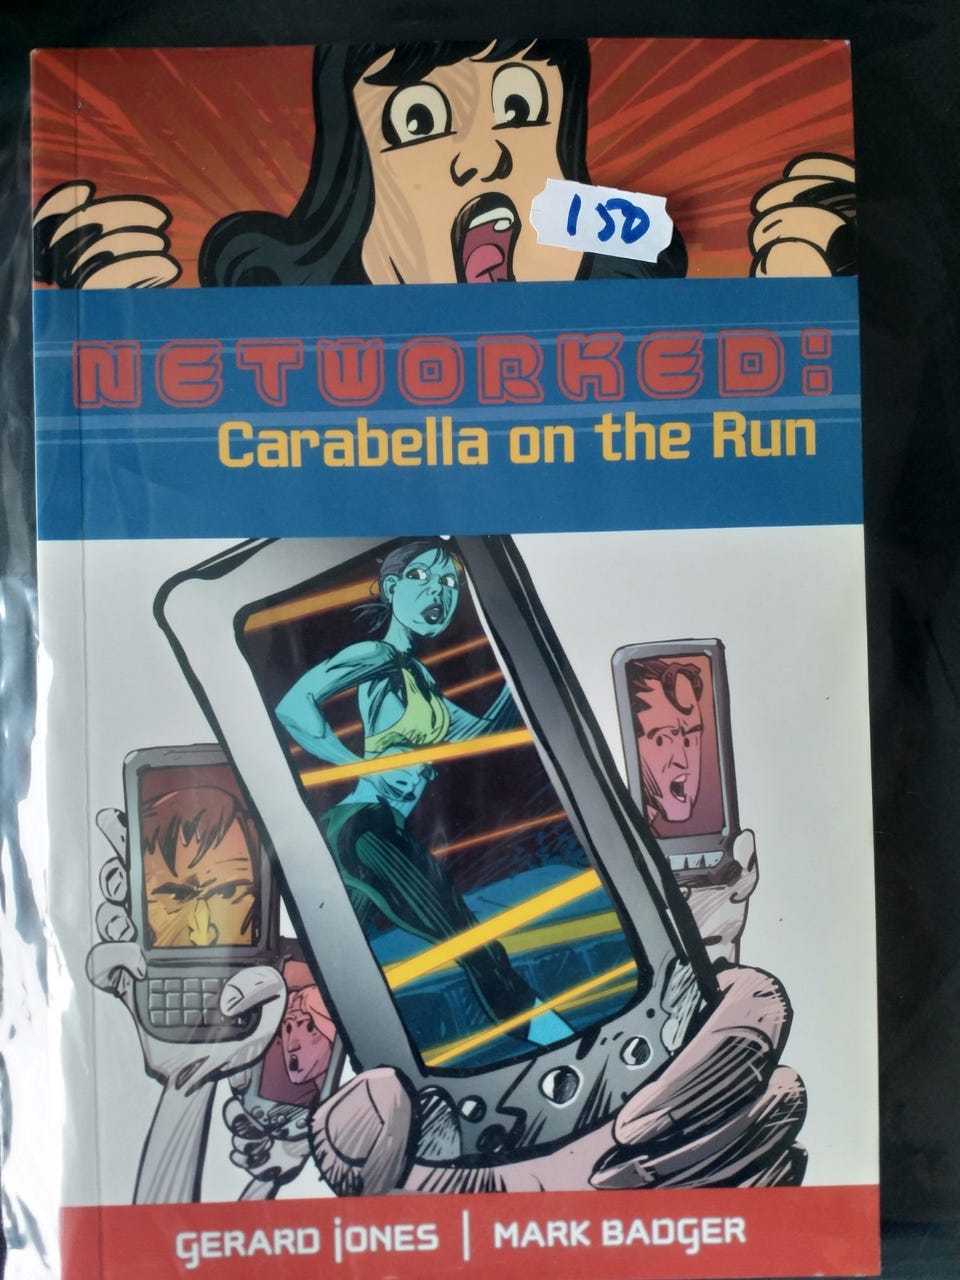 150
NETWORKED:
Carabella on the Run
GERARD jONES | MARK BADGER